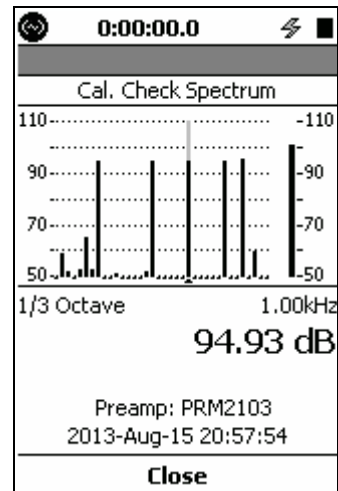 0:00:00.0
Cal. Check Spectrum
110 -110
90 -90
70 -70
50 -50
1/3 Octave 1.00kHz
94.93 dB
Preamp: PRM2103
2013-Aug-15 20:57:54
Close